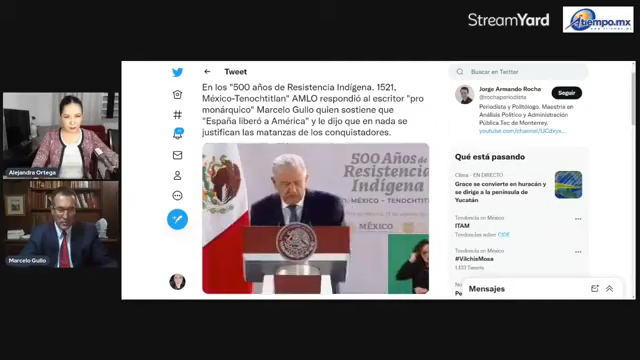 StreamYard
atiempo.mx
Tweet
En los "500 años de Resistencia Indígena. 1521,
México-Tenochtitlan" AMLO respondió al escritor "pro
monárquico" Marcelo Gullo quien sostiene que
"España liberó a América" y le dijo que en nada se
justifican las matanzas de los conquistadores.
500 Años de
Resistencia
Indígena
MÉXICO - TENOCHTITLAN
MÉXICO
Alejandra Ortega
Marcelo Gullo
Buscar en Twitter
Jorge Armando Rocha
@rochaperiodista
Seguir
Periodista y Politólogo. Maestría en
Análisis Político y Administración
Pública.Tec de Monterrey.
Qué está pasando
Clima · EN DIRECTO
Grace se convierte en huracán y
se dirige a la península de
Yucatán
Tendencia en México
ITAM
Tendencias sobre CIDE
Tendencia en México
#VilchisMosa
Mensajes